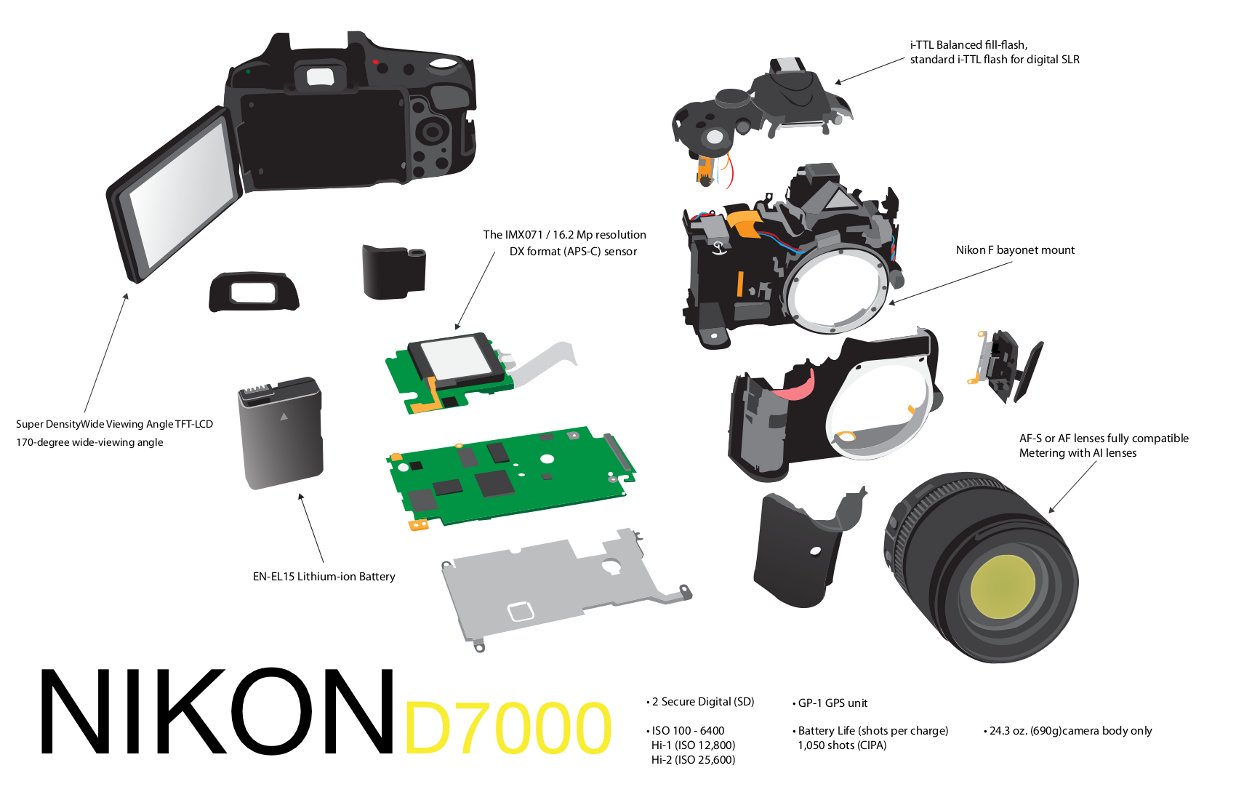 i-TTL Balanced fill-flash,
standard i-TTL flash for digital SLR
The IMX071 / 16.2 Mp resolution
DX format (APS-C) sensor
Nikon F bayonet mount
Super DensityWide Viewing Angle TFT-LCD
170-degree wide-viewing angle
AF-S or AF lenses fully compatible
Metering with AI lenses
EN-EL15 Lithium-ion Battery
NIKON D7000
• 2 Secure Digital (SD)
• ISO 100 - 6400
Hi-1 (ISO 12,800)
Hi-2 (ISO 25,600)
• GP-1 GPS unit
• Battery Life (shots per charge)
1,050 shots (CIPA)
• 24.3 oz. (690g)camera body only